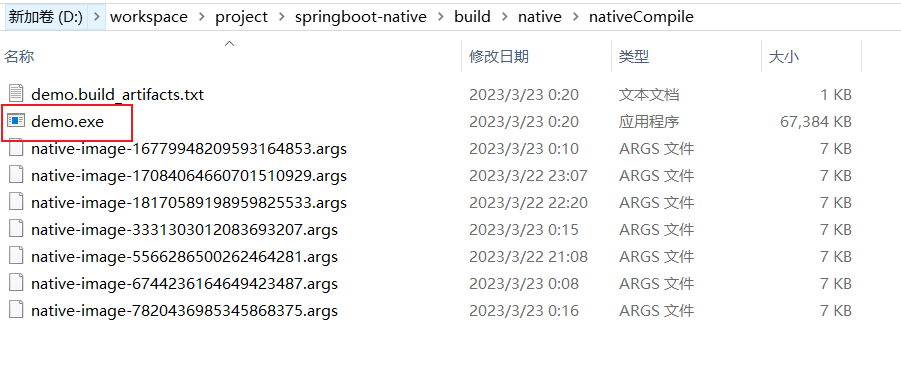 新加卷 (D:) > workspace > project > springboot-native > build > native > nativeCompile
名称 修改日期 类型 大小
demo.build_artifacts.txt 2023/3/23 0:20 文本文档 1 KB
demo.exe 2023/3/23 0:20 应用程序 67,384 KB
native-image-16779948209593164853.args 2023/3/23 0:10 ARGS 文件 7 KB
native-image-17084064660701510929.args 2023/3/22 23:07 ARGS 文件 7 KB
native-image-18170589198959825533.args 2023/3/22 22:20 ARGS 文件 7 KB
native-image-3331303012083693207.args 2023/3/23 0:15 ARGS 文件 7 KB
native-image-5566286500262464281.args 2023/3/22 21:08 ARGS 文件 7 KB
native-image-6744236164649423487.args 2023/3/23 0:08 ARGS 文件 7 KB
native-image-7820436985345868375.args 2023/3/23 0:16 ARGS 文件 7 KB